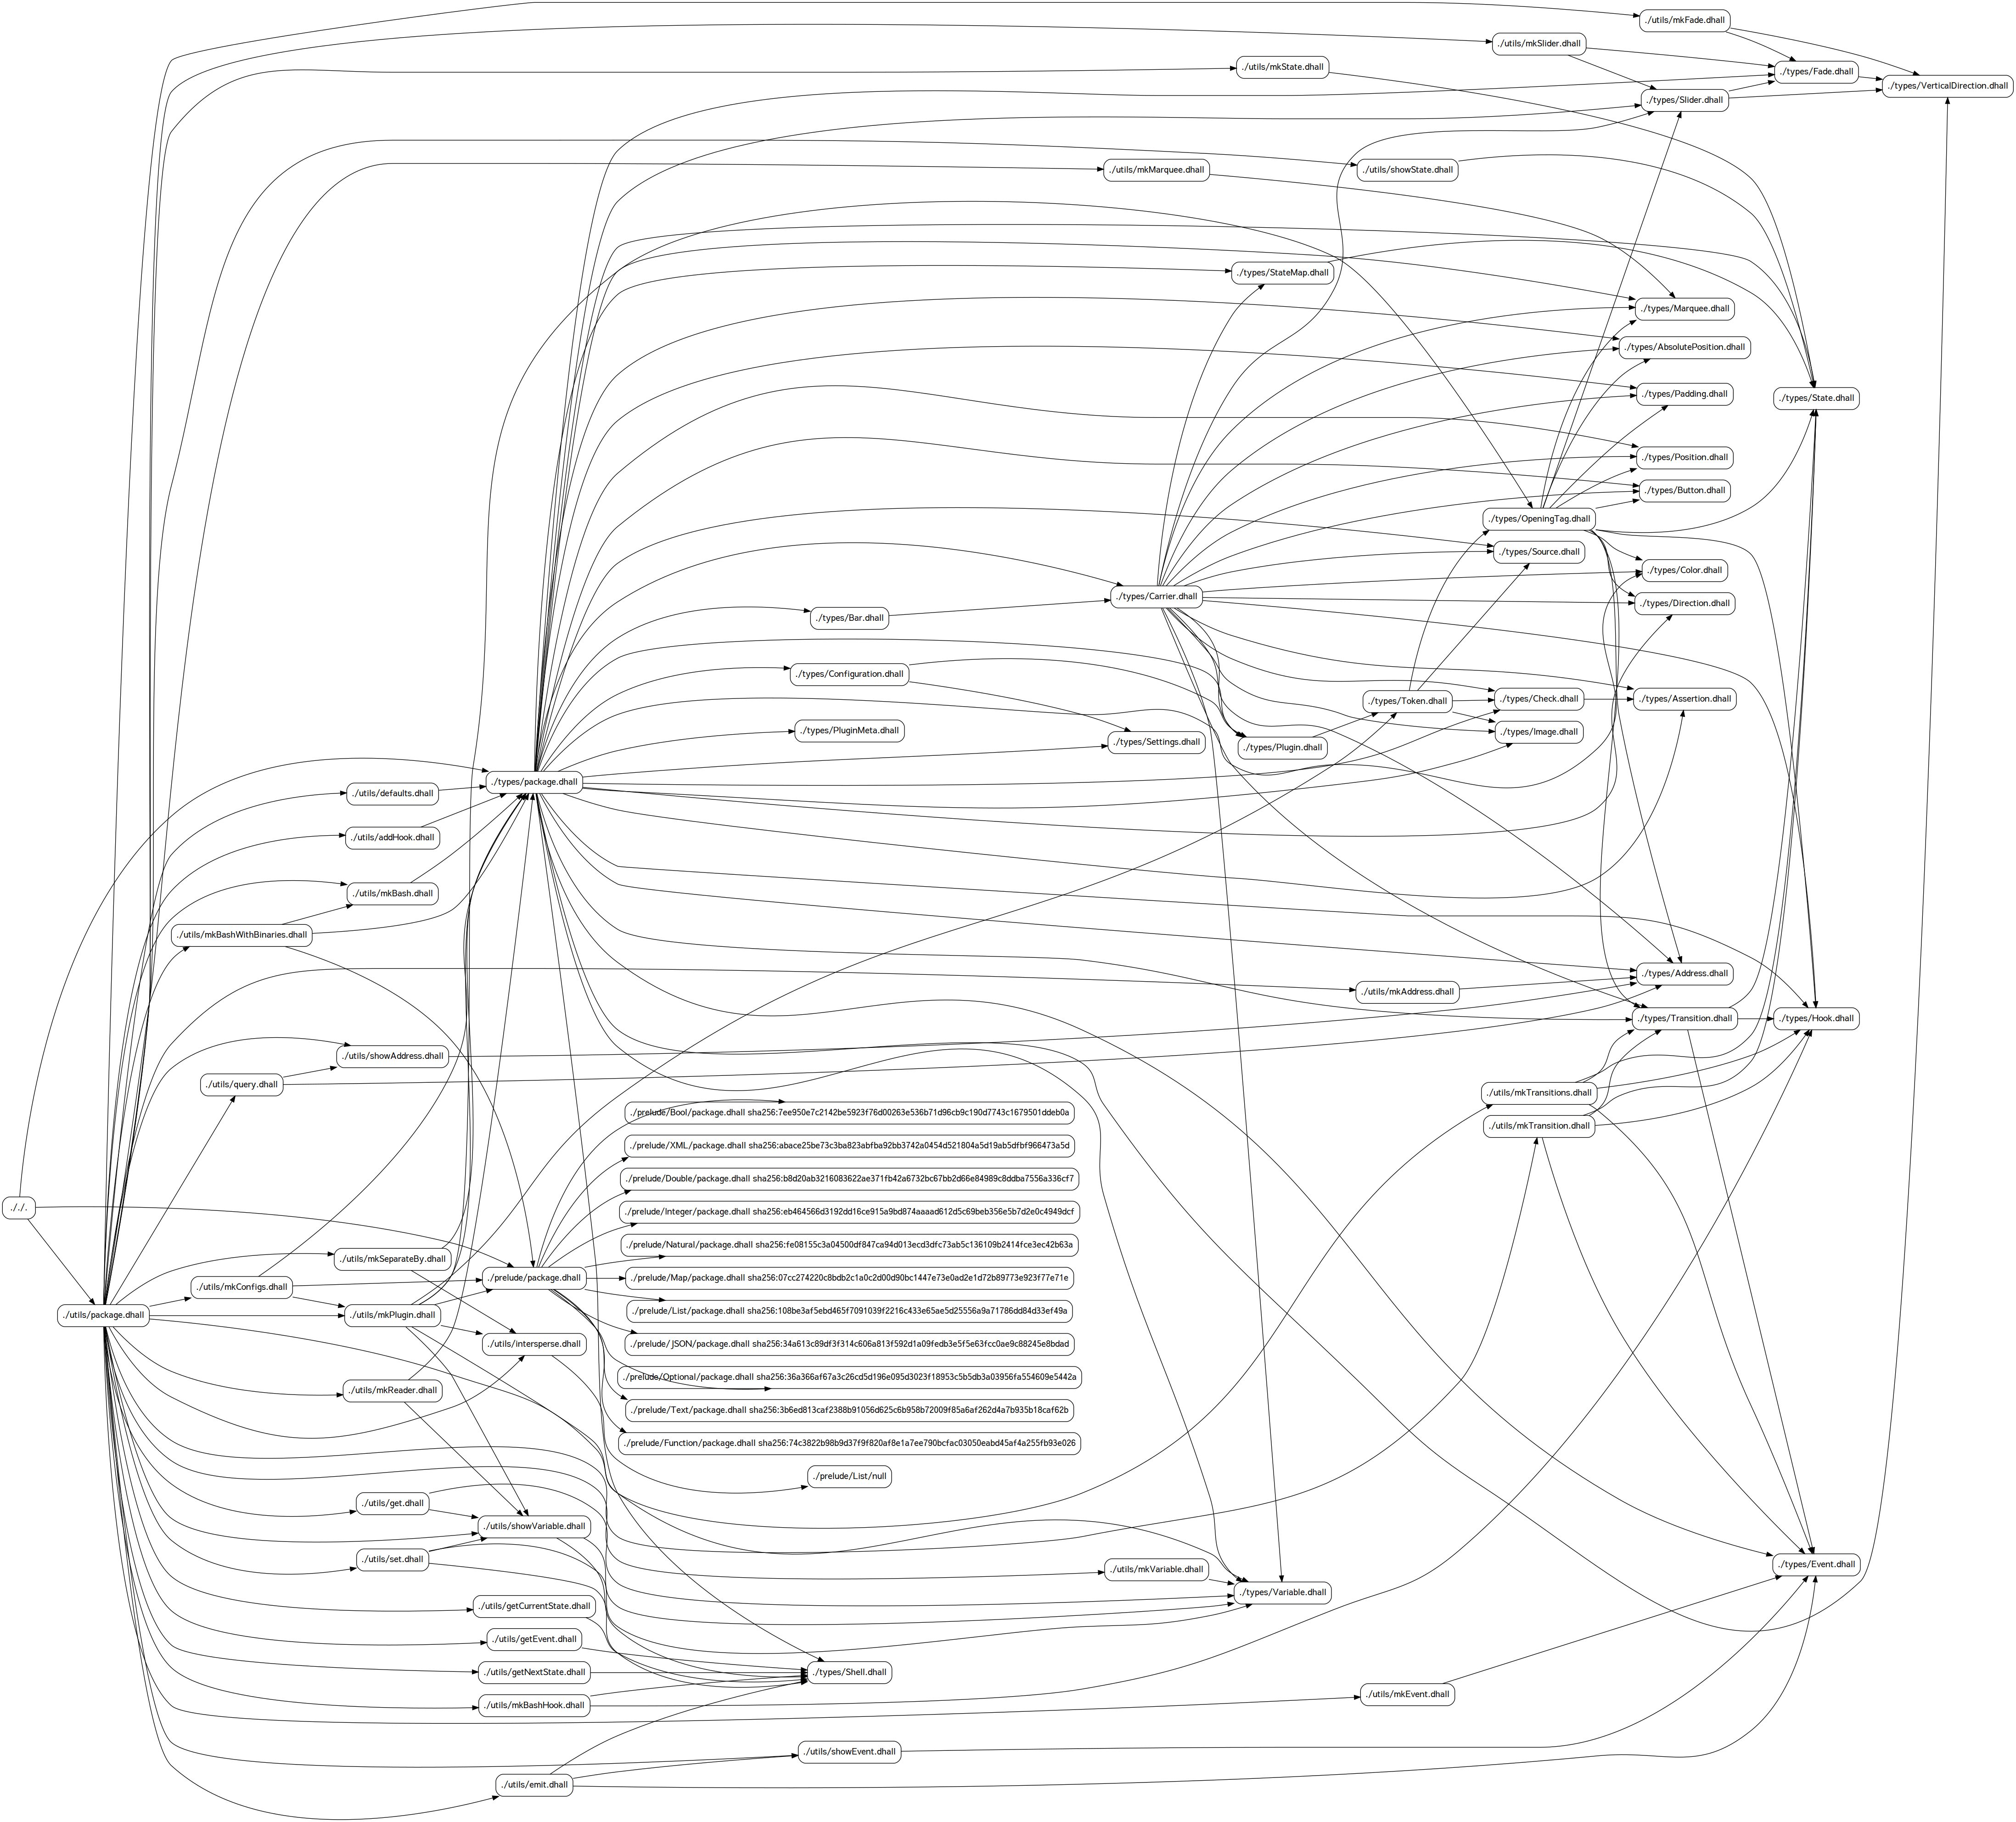 ./utils/mkFade.dhall
./utils/mkSlider.dhall
./utils/mkState.dhall
./types/Fade.dhall
./types/VerticalDirection.dhall
./types/Slider.dhall
./utils/mkMarquee.dhall
./utils/showState.dhall
./types/StateMap.dhall
./types/Marquee.dhall
./types/AbsolutePosition.dhall
./types/Padding.dhall
./types/State.dhall
./types/Position.dhall
./types/Button.dhall
./types/OpeningTag.dhall
./types/Source.dhall
./types/Color.dhall
./types/Carrier.dhall
./types/Direction.dhall
./types/Bar.dhall
./types/Configuration.dhall
./types/Token.dhall
./types/Check.dhall
./types/Assertion.dhall
./types/PluginMeta.dhall
./types/Image.dhall
./types/Settings.dhall
./types/Plugin.dhall
./types/package.dhall
./utils/defaults.dhall
./utils/addHook.dhall
./utils/mkBash.dhall
./utils/mkBashWithBinaries.dhall
./types/Address.dhall
./utils/mkAddress.dhall
./types/Transition.dhall
./types/Hook.dhall
./utils/showAddress.dhall
./utils/query.dhall
./utils/mkTransitions.dhall
./prelude/Bool/package.dhall sha256:7ee950e7c2142be5923f76d00263e536b71d96cb9c190d7743c1679501ddeb0a
./utils/mkTransition.dhall
./prelude/XML/package.dhall sha256:abace25be73c3ba823abfba92bb3742a0454d521804a5d19ab5dfbf966473a5d
./prelude/Double/package.dhall sha256:b8d20ab3216083622ae371fb42a6732bc67bb2d66e84989c8ddba7556a336cf7
./.
./prelude/Integer/package.dhall sha256:eb464566d3192dd16ce915a9bd874aaaad612d5c69beb356e5b7d2e0c4949dcf
./prelude/Natural/package.dhall sha256:fe08155c3a04500df847ca94d013ecd3dfc73ab5c136109b2414fce3ec42b63a
./utils/mkSeparateBy.dhall
./prelude/package.dhall
./prelude/Map/package.dhall sha256:07cc274220c8bdb2c1a0c2d00d90bc1447e73e0ad2e1d72b89773e923f77e71e
./utils/mkConfigs.dhall
./prelude/List/package.dhall sha256:108be3af5ebd465f7091039f2216c433e65ae5d25556a9a71786dd84d33ef49a
./utils/package.dhall
./utils/mkPlugin.dhall
./utils/intersperse.dhall
./prelude/JSON/package.dhall sha256:34a613c89df3f314c606a813f592d1a09fedb3e5f5e63fcc0ae9c88245e8bdad
./prelude/Optional/package.dhall sha256:36a366af67a3c26cd5d196e095d3023f18953c5b5db3a03956fa554609e5442a
./utils/mkReader.dhall
./prelude/Text/package.dhall sha256:3b6ed813caf2388b91056d625c6b958b72009f85a6af262d4a7b935b18caf62b
./prelude/Function/package.dhall sha256:74c3822b98b9d37f9f820af8e1a7ee790bcfac03050eabd45af4a255fb93e026
./prelude/List/null
./utils/get.dhall
./utils/showVariable.dhall
./utils/set.dhall
./types/Event.dhall
./utils/mkVariable.dhall
./types/Variable.dhall
./utils/getCurrentState.dhall
./utils/getEvent.dhall
./utils/getNextState.dhall
./types/Shell.dhall
./utils/mkEvent.dhall
./utils/mkBashHook.dhall
./utils/showEvent.dhall
./utils/emit.dhall